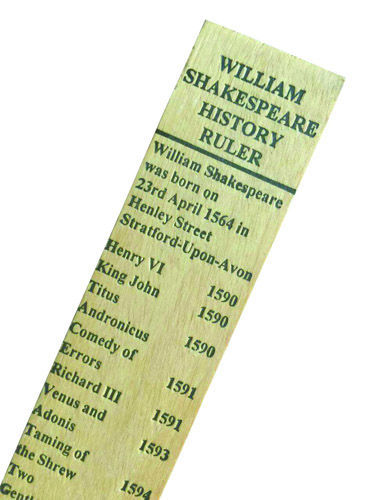 WILLIAM
SHAKESPEARE
HISTORY
RULER
William Shakespeare
was born on
23rd April 1564 in
Henley Street
Stratford-Upon-Avon
Henry VI 1590
King John 1590
Titus
Andronicus 1590
Comedy of
Errors 1591
Richard III 1591
Venus and
Adonis 1593
Taming of
the Shrew 1594
Two